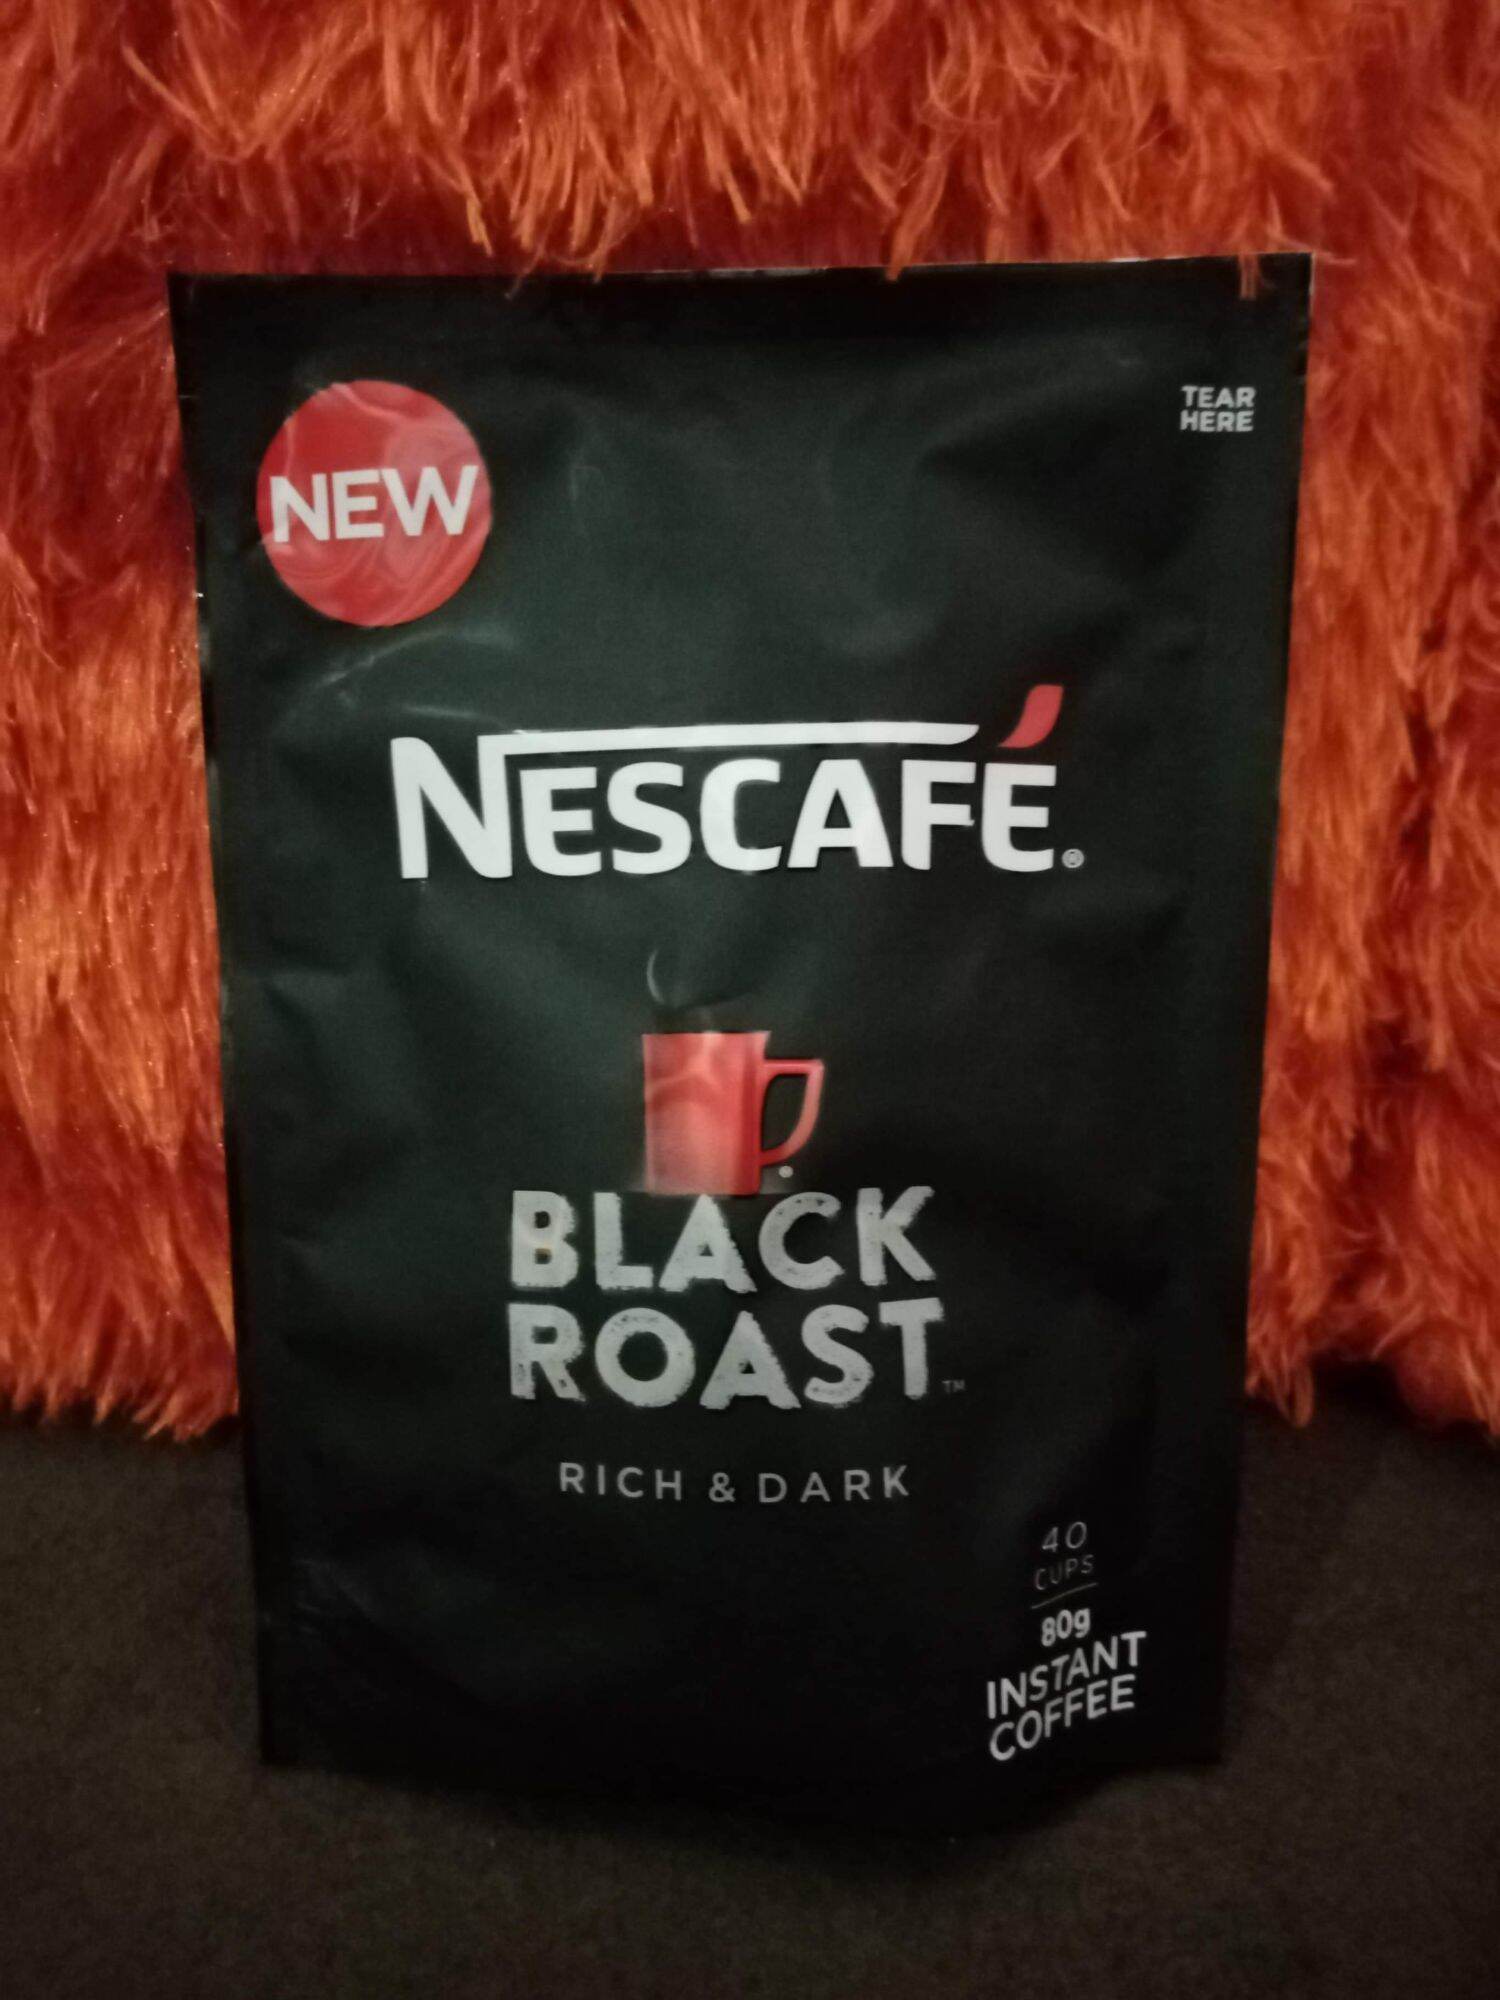 NEW
TEAR
HERE
NESCAFÉ®
BLACK
ROAST™
RICH & DARK
40
CUPS
80g
INSTANT
COFFEE